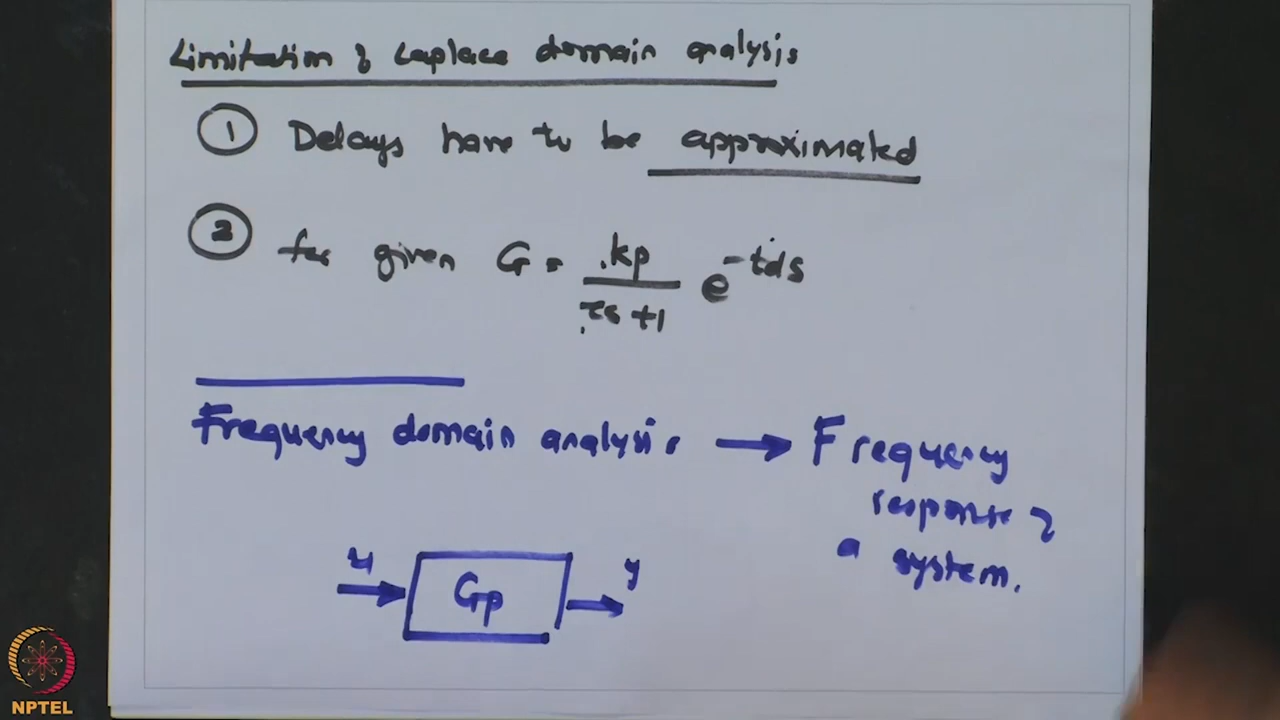 Limitation of Laplace domain analysis
① Delays have to be approximated
② for given G = kp / τs + 1 e^-tds
Frequency domain analysis → Frequency
response of
a system.
u Gp y
NPTEL